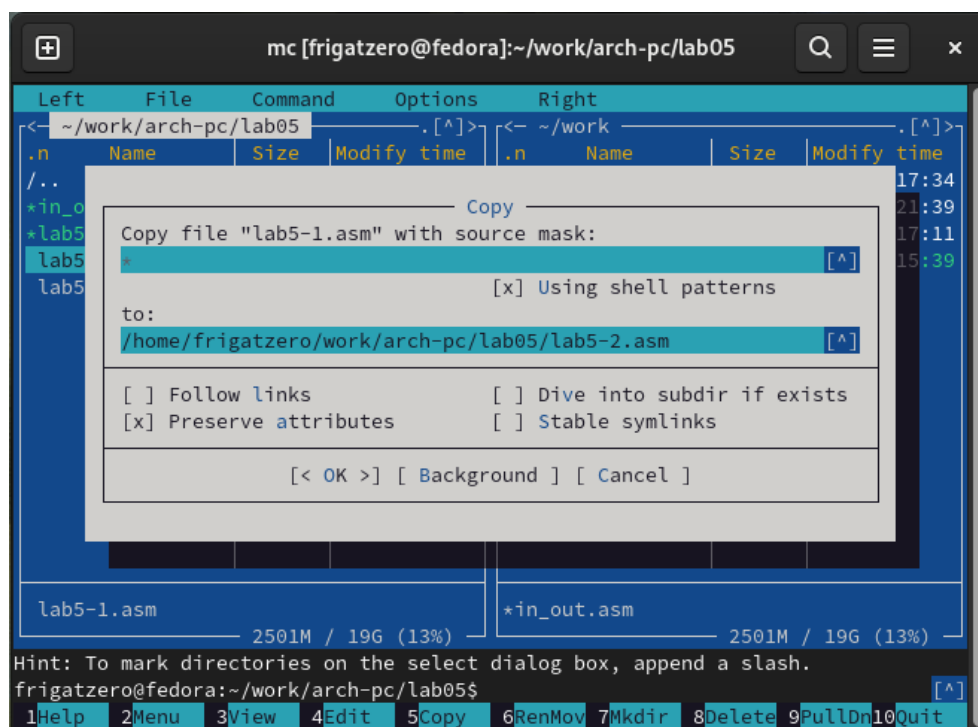 mc [frigatzero@fedora]:~/work/arch-pc/lab05
Left File Command Options Right
<— ~/work/arch-pc/lab05 .[^]> <— ~/work .[^]>
.n Name Size Modify time .n Name Size Modify time
/.. 17:34
*in_o Copy 21:39
*lab5 Copy file "lab5-1.asm" with source mask: 17:11
lab5 * [^] 15:39
lab5 [x] Using shell patterns
to:
/home/frigatzero/work/arch-pc/lab05/lab5-2.asm [^]
[ ] Follow links [ ] Dive into subdir if exists
[x] Preserve attributes [ ] Stable symlinks
[< OK >] [ Background ] [ Cancel ]
lab5-1.asm *in_out.asm
2501M / 19G (13%) 2501M / 19G (13%)
Hint: To mark directories on the select dialog box, append a slash.
frigatzero@fedora:~/work/arch-pc/lab05$ [^]
1Help 2Menu 3View 4Edit 5Copy 6RenMov 7Mkdir 8Delete 9PullDn 10Quit